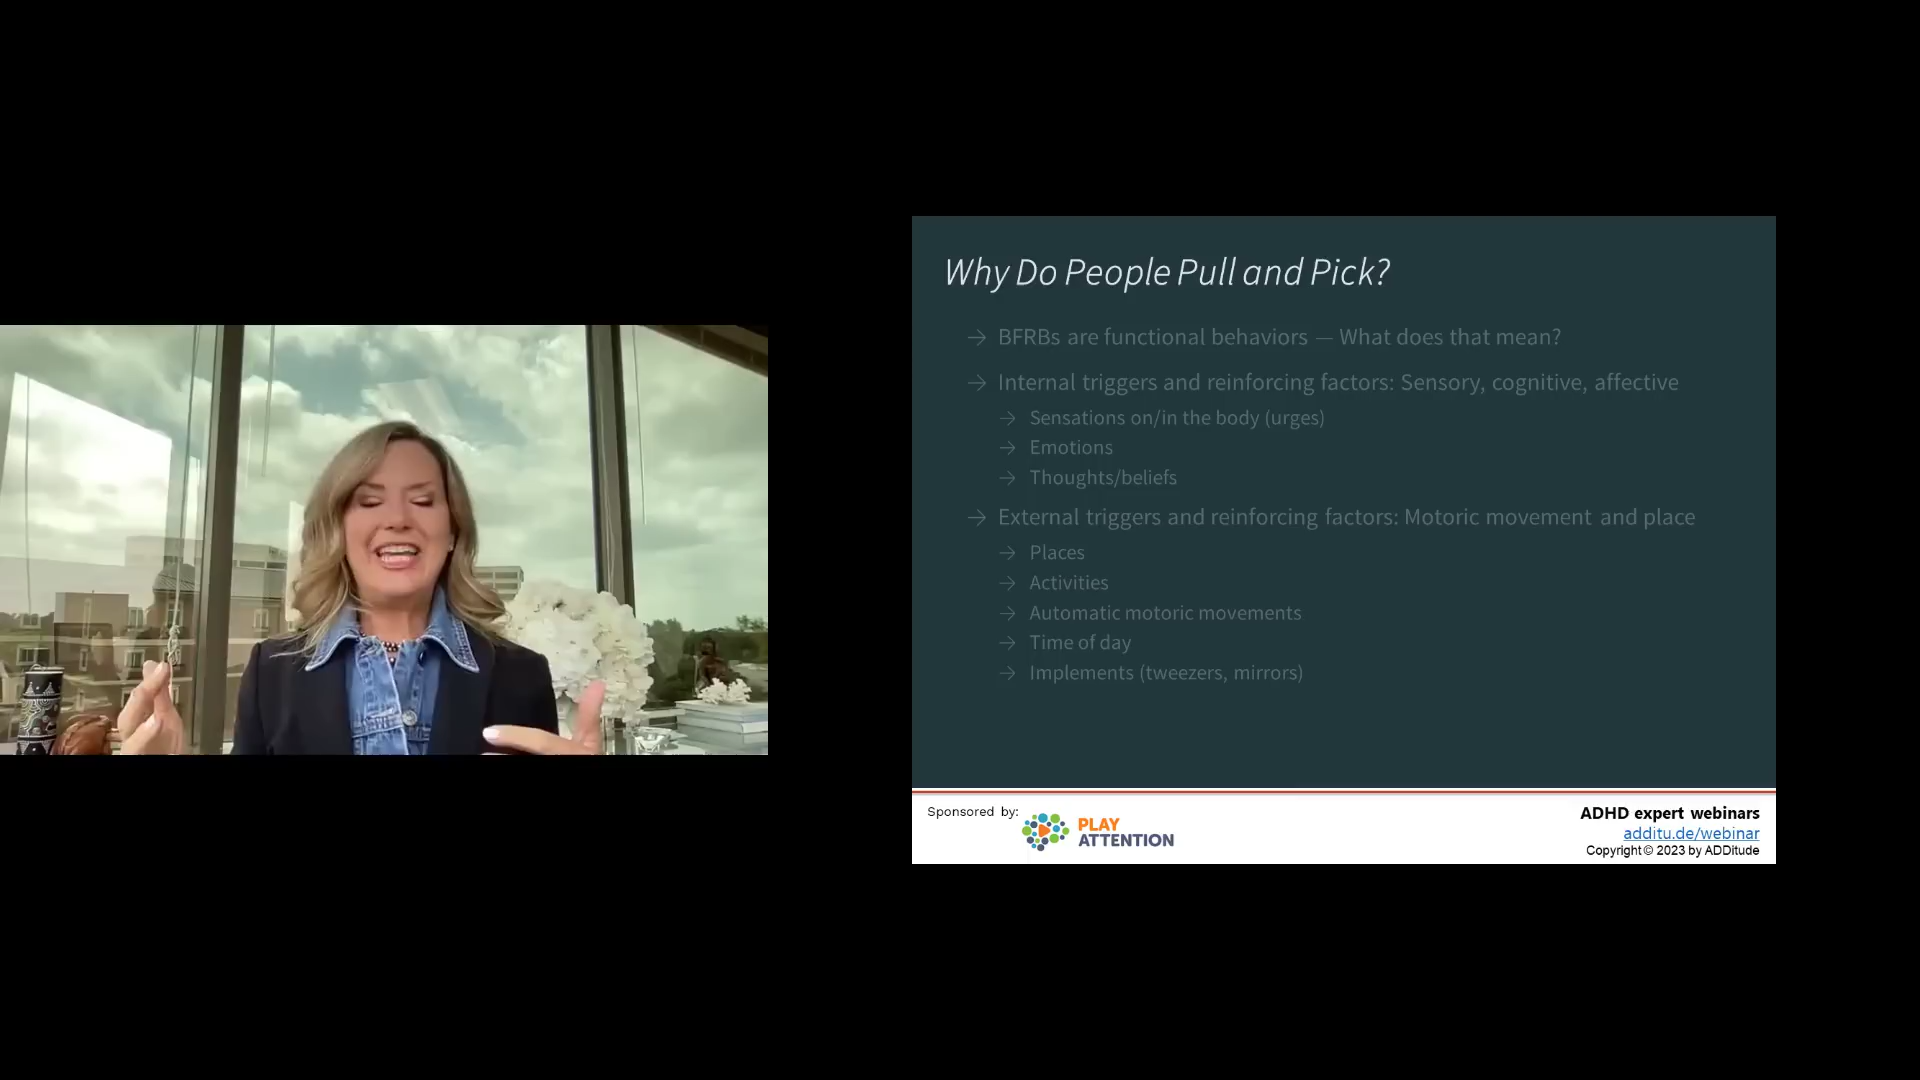 Why Do People Pull and Pick?
→ BFRBs are functional behaviors — What does that mean?
→ Internal triggers and reinforcing factors: Sensory, cognitive, affective
→ Sensations on/in the body (urges)
→ Emotions
→ Thoughts/beliefs
→ External triggers and reinforcing factors: Motoric movement and place
→ Places
→ Activities
→ Automatic motoric movements
→ Time of day
→ Implements (tweezers, mirrors)
Sponsored by:
PLAY
ATTENTION
ADHD expert webinars
additu.de/webinar
Copyright © 2023 by ADDitude